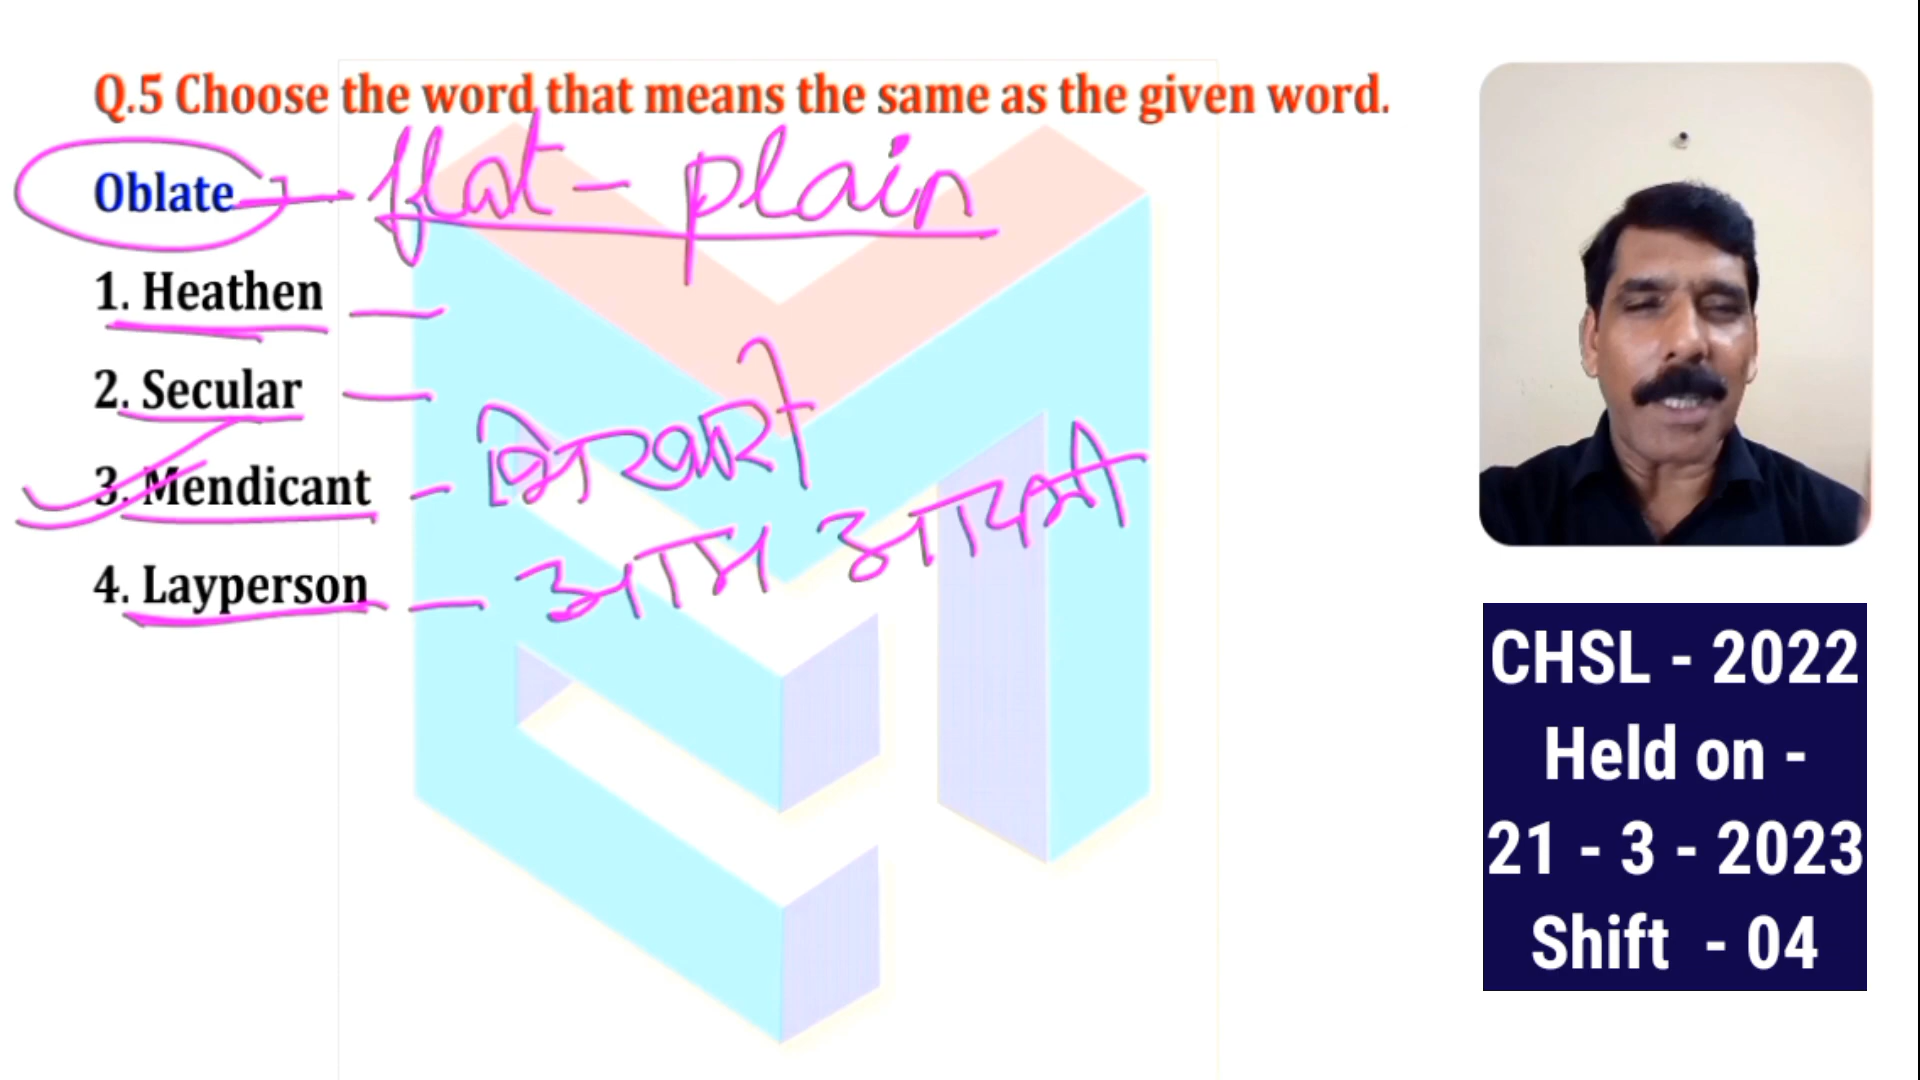 Q.5 Choose the word that means the same as the given word.
Oblate - flat - plain
1. Heathen -
2. Secular -
3. Mendicant - भिखारी
4. Layperson - आम आदमी
CHSL - 2022
Held on -
21 - 3 - 2023
Shift - 04